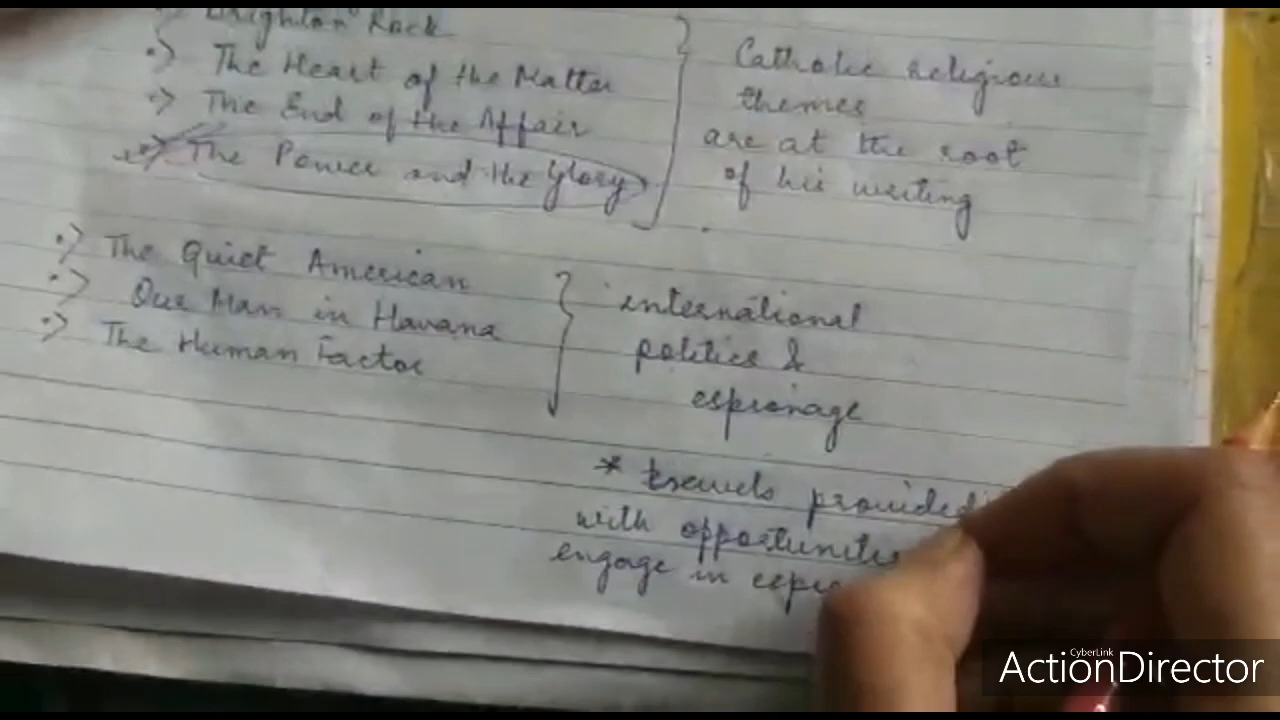 Brighton Rock
·> The Heart of the Matter
·> The End of the Affair
·> The Power and the Glory
Catholic religious
themes
are at the root
of his writing
·> The Quiet American
·> Our Man in Havana
·> The Human Factor
international
politics &
espionage
* travels provided
with opportunities
engage in
CyberLink
ActionDirector